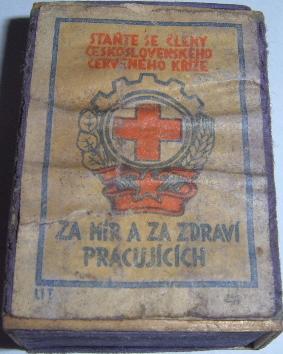 STAŇTE SE ČLENY
ČESKOSLOVENSKÉHO
ČERVENÉHO KŘÍŽE
ZA MÍR A ZA ZDRAVÍ
PRACUJÍCÍCH